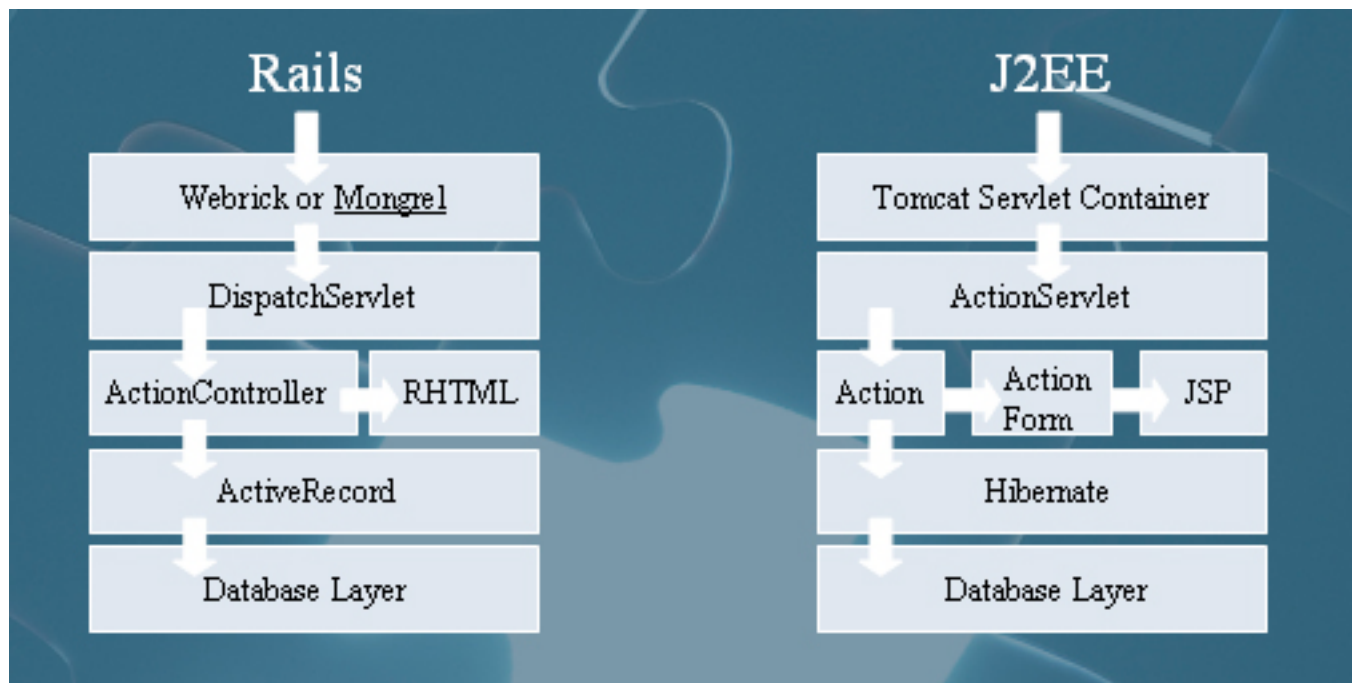 Rails
Webrick or Mongrel
DispatchServlet
ActionController
RHTML
ActiveRecord
Database Layer
J2EE
Tomcat Servlet Container
ActionServlet
Action
Action
Form
JSP
Hibernate
Database Layer